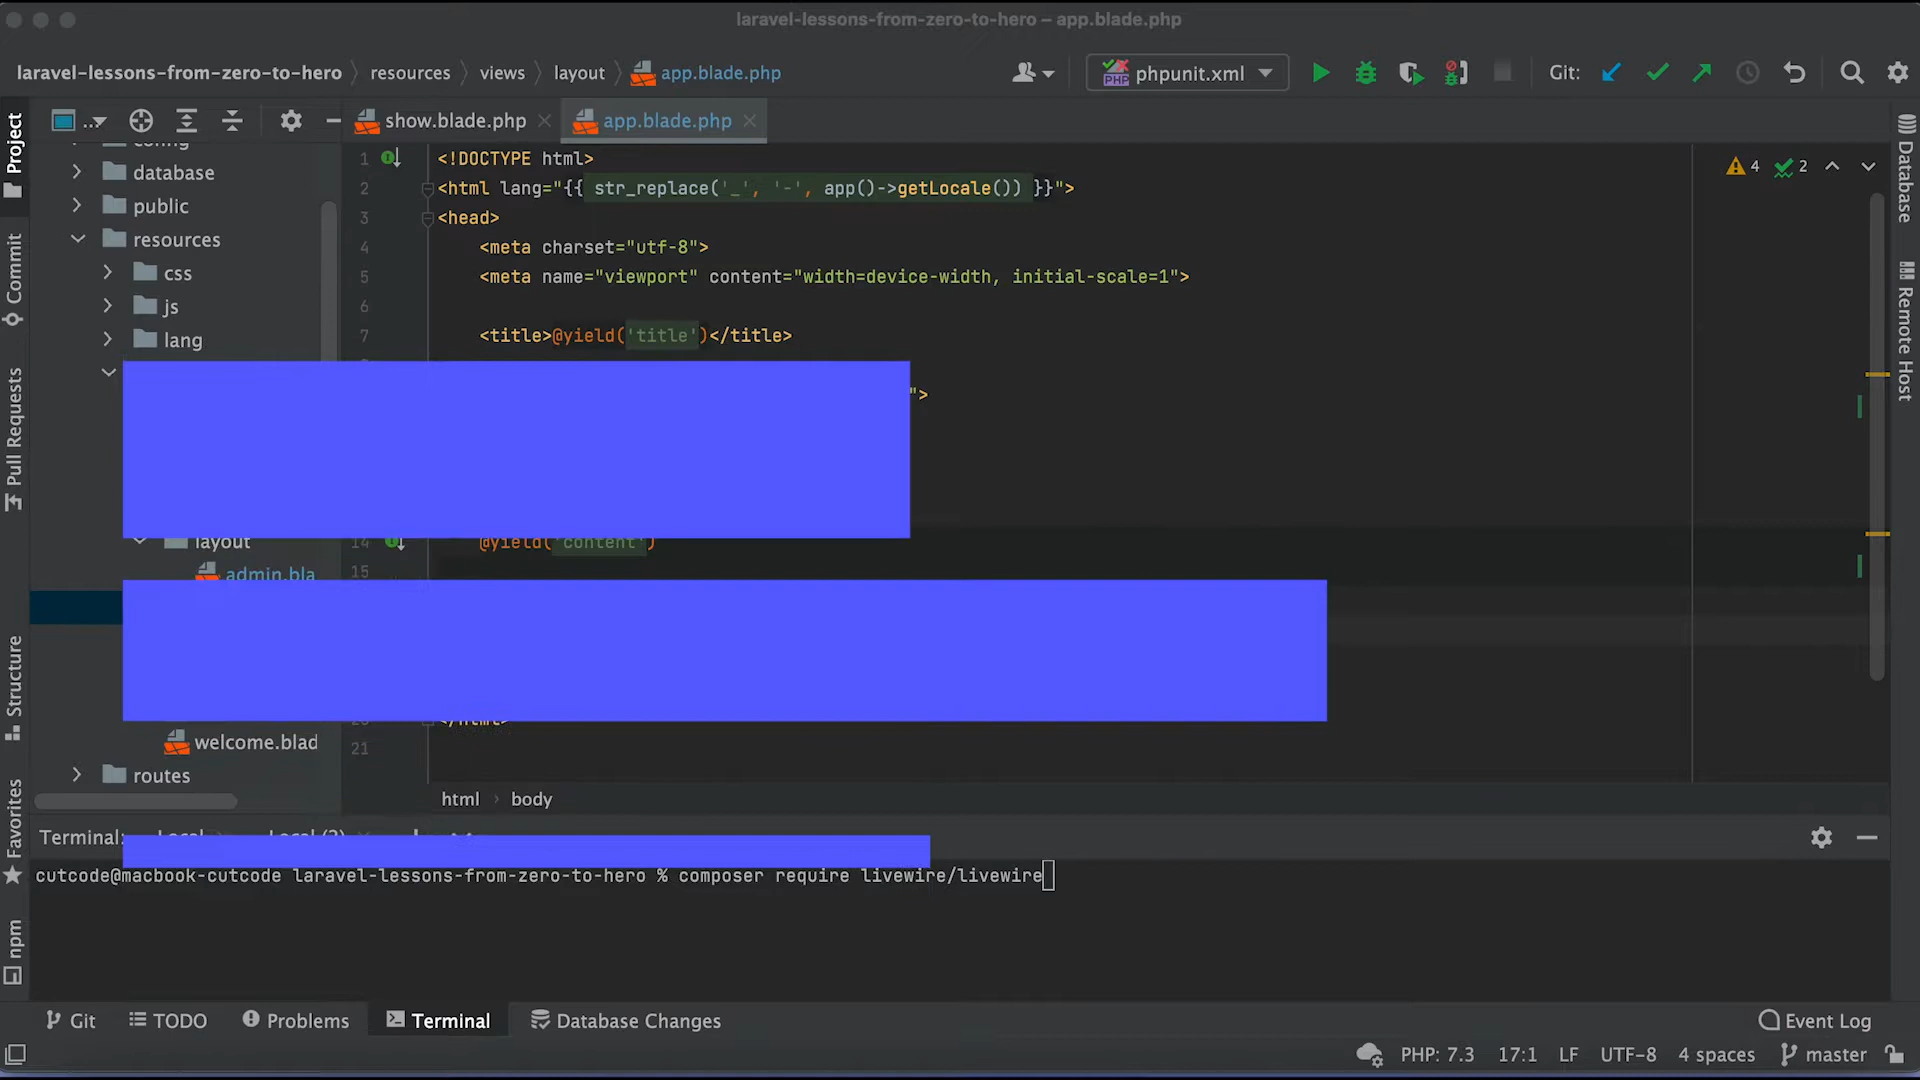 laravel-lessons-from-zero-to-hero – app.blade.php
laravel-lessons-from-zero-to-hero
resources
views
layout
app.blade.php
phpunit.xml
Git:
Project
Commit
Pull Requests
Structure
Favorites
npm
database
public
resources
css
js
lang
layout
admin.bla
welcome.blad
routes
show.blade.php
app.blade.php
4
2
1 <!DOCTYPE html>
2 <html lang="{{ str_replace('_', '-', app()->getLocale()) }}">
3 <head>
4 <meta charset="utf-8">
5 <meta name="viewport" content="width=device-width, initial-scale=1">
6
7 <title>@yield('title')</title>
">
14 @yield('content')
15
21
html
body
Database
Remote Host
Terminal:
cutcode@macbook-cutcode laravel-lessons-from-zero-to-hero % composer require livewire/livewire
Git
TODO
Problems
Terminal
Database Changes
Event Log
PHP: 7.3
17:1
LF
UTF-8
4 spaces
master